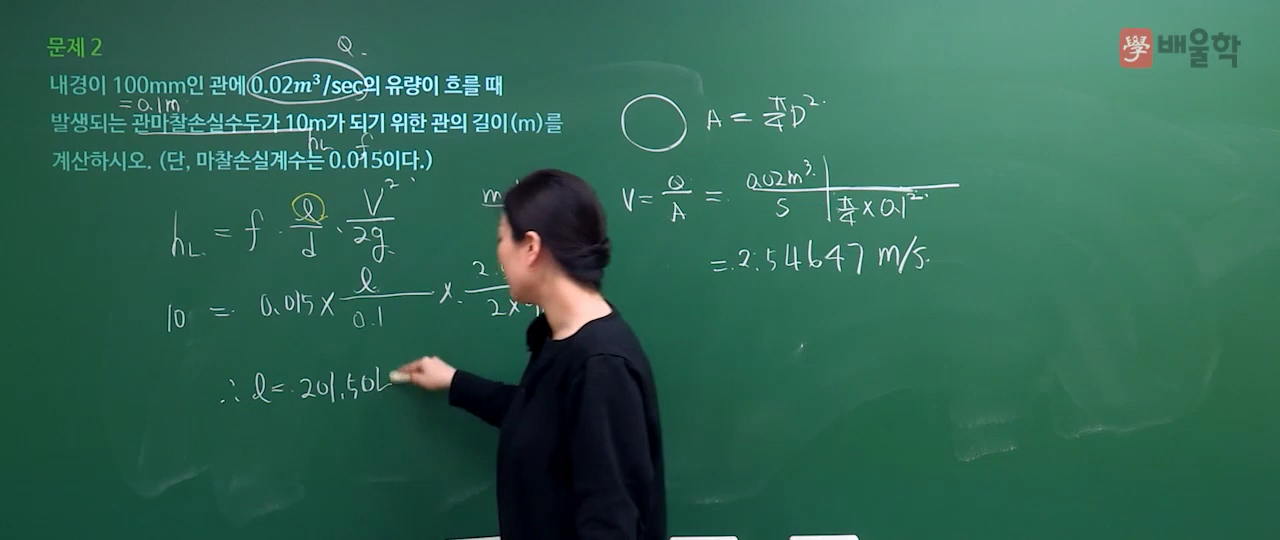 문제 2
Q.
내경이 100mm인 관에 0.02m³/sec의 유량이 흐를 때
= 0.1m
발생되는 관마찰손실수두가 10m가 되기 위한 관의 길이(m)를
hL f
계산하시오. (단, 마찰손실계수는 0.015이다.)
hL = f · l/d · V²/2g
10 = 0.015 × l/0.1 ×
∴ l = 201.50
A = π/4 D²
V = Q/A = 0.02m³/s | π/4 × 0.1²
= 2.54647 m/s
學 배울학